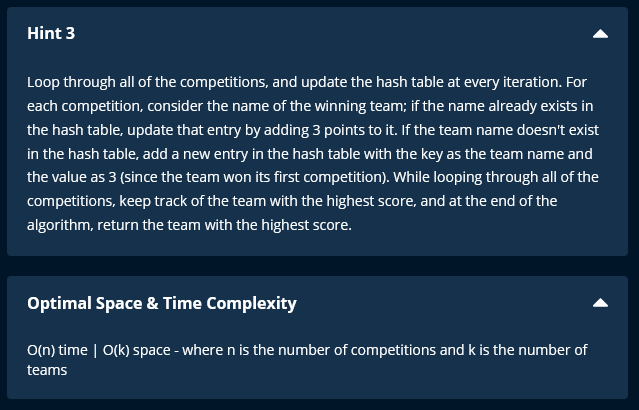 Hint 3
Loop through all of the competitions, and update the hash table at every iteration. For
each competition, consider the name of the winning team; if the name already exists in
the hash table, update that entry by adding 3 points to it. If the team name doesn't exist
in the hash table, add a new entry in the hash table with the key as the team name and
the value as 3 (since the team won its first competition). While looping through all of the
competitions, keep track of the team with the highest score, and at the end of the
algorithm, return the team with the highest score.
Optimal Space & Time Complexity
O(n) time | O(k) space - where n is the number of competitions and k is the number of
teams